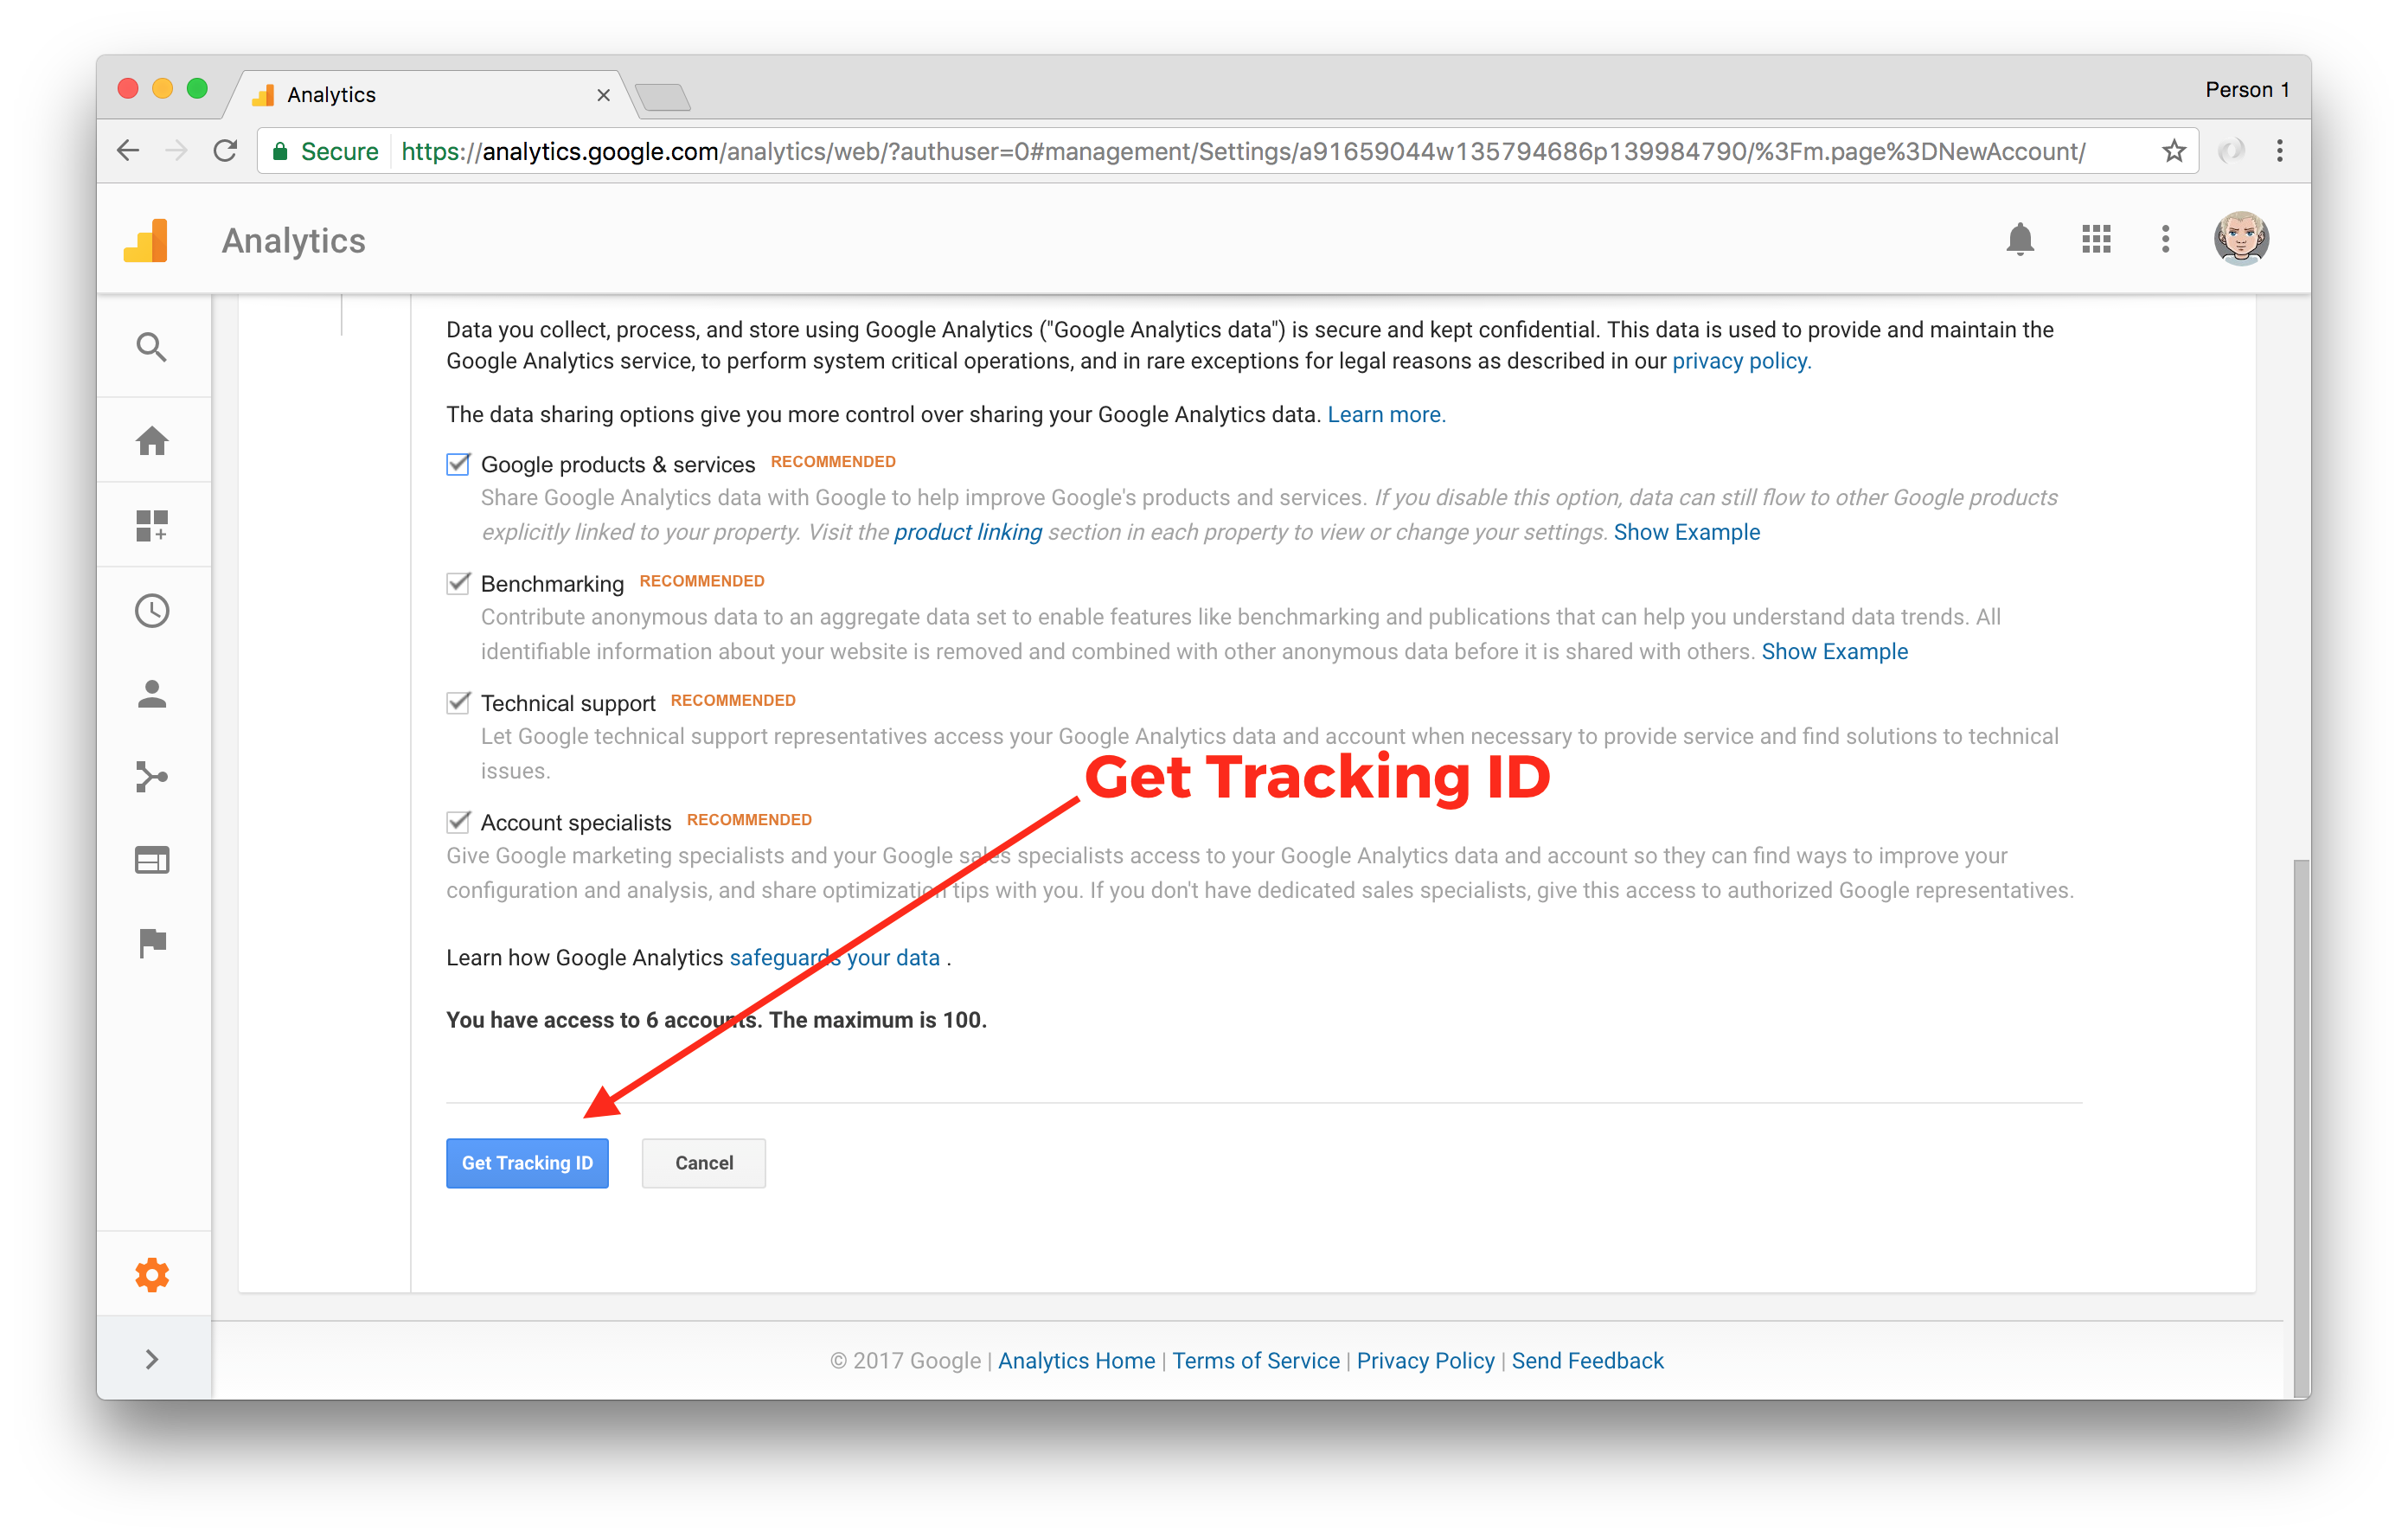 Analytics
Person 1
Secure https://analytics.google.com/analytics/web/?authuser=0#management/Settings/a91659044w135794686p139984790/%3Fm.page%3DNewAccount/
Analytics
Data you collect, process, and store using Google Analytics ("Google Analytics data") is secure and kept confidential. This data is used to provide and maintain the
Google Analytics service, to perform system critical operations, and in rare exceptions for legal reasons as described in our privacy policy.
The data sharing options give you more control over sharing your Google Analytics data. Learn more.
Google products & services RECOMMENDED
Share Google Analytics data with Google to help improve Google's products and services. If you disable this option, data can still flow to other Google products
explicitly linked to your property. Visit the product linking section in each property to view or change your settings. Show Example
Benchmarking RECOMMENDED
Contribute anonymous data to an aggregate data set to enable features like benchmarking and publications that can help you understand data trends. All
identifiable information about your website is removed and combined with other anonymous data before it is shared with others. Show Example
Technical support RECOMMENDED
Let Google technical support representatives access your Google Analytics data and account when necessary to provide service and find solutions to technical
issues.
Get Tracking ID
Account specialists RECOMMENDED
Give Google marketing specialists and your Google sales specialists access to your Google Analytics data and account so they can find ways to improve your
configuration and analysis, and share optimization tips with you. If you don't have dedicated sales specialists, give this access to authorized Google representatives.
Learn how Google Analytics safeguards your data .
You have access to 6 accounts. The maximum is 100.
Get Tracking ID
Cancel
© 2017 Google | Analytics Home | Terms of Service | Privacy Policy | Send Feedback